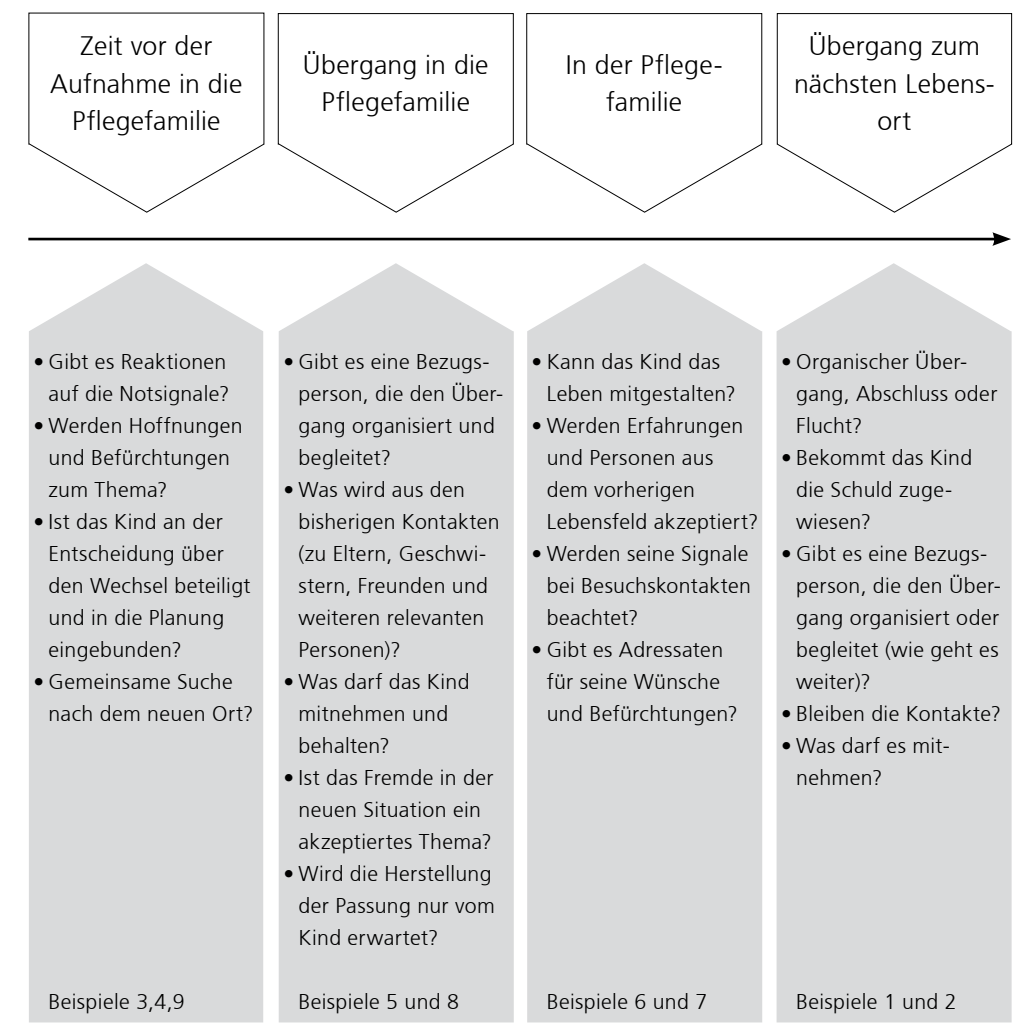 Zeit vor der
Aufnahme in die
Pflegefamilie
Übergang in die
Pflegefamilie
In der Pflege-
familie
Übergang zum
nächsten Lebens-
ort
• Gibt es Reaktionen
auf die Notsignale?
• Werden Hoffnungen
und Befürchtungen
zum Thema?
• Ist das Kind an der
Entscheidung über
den Wechsel beteiligt
und in die Planung
eingebunden?
• Gemeinsame Suche
nach dem neuen Ort?
Beispiele 3,4,9
• Gibt es eine Bezugs-
person, die den Über-
gang organisiert und
begleitet?
• Was wird aus den
bisherigen Kontakten
(zu Eltern, Geschwi-
stern, Freunden und
weiteren relevanten
Personen)?
• Was darf das Kind
mitnehmen und
behalten?
• Ist das Fremde in der
neuen Situation ein
akzeptiertes Thema?
• Wird die Herstellung
der Passung nur vom
Kind erwartet?
Beispiele 5 und 8
• Kann das Kind das
Leben mitgestalten?
• Werden Erfahrungen
und Personen aus
dem vorherigen
Lebensfeld akzeptiert?
• Werden seine Signale
bei Besuchskontakten
beachtet?
• Gibt es Adressaten
für seine Wünsche
und Befürchtungen?
Beispiele 6 und 7
• Organischer Über-
gang, Abschluss oder
Flucht?
• Bekommt das Kind
die Schuld zuge-
wiesen?
• Gibt es eine Bezugs-
person, die den Über-
gang organisiert oder
begleitet (wie geht es
weiter)?
• Bleiben die Kontakte?
• Was darf es mit-
nehmen?
Beispiele 1 und 2